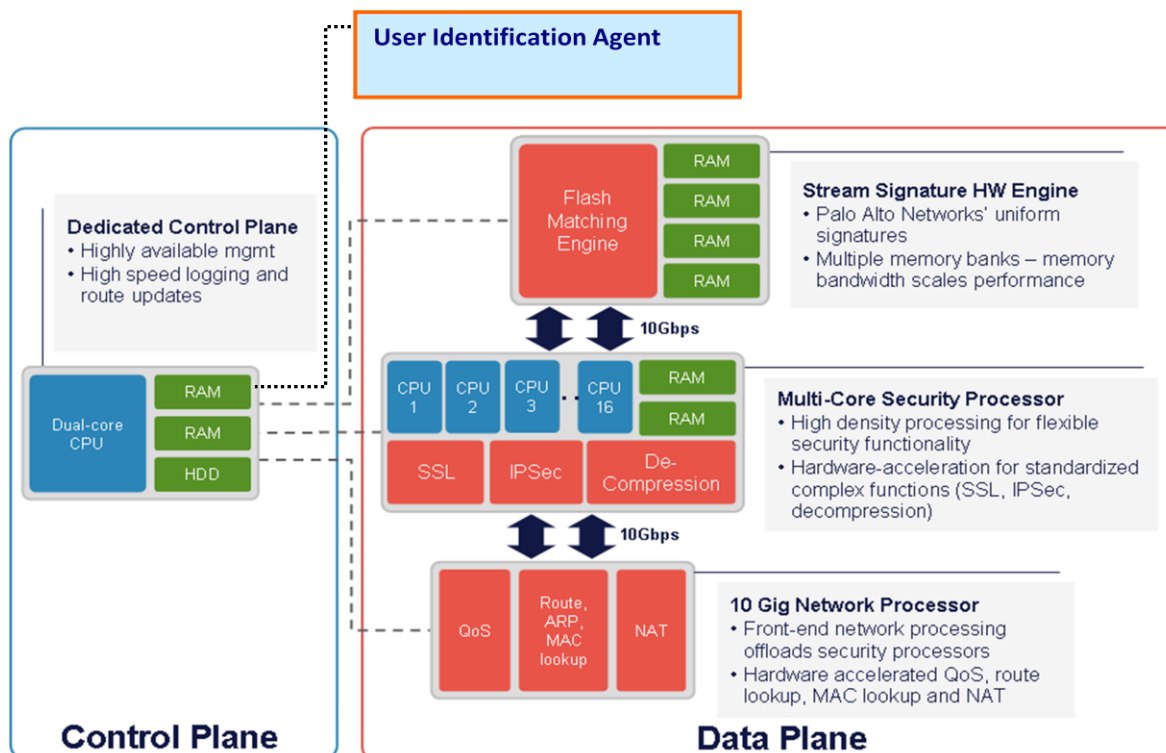 User Identification Agent
Dedicated Control Plane
• Highly available mgmt
• High speed logging and
route updates
Dual-core
CPU
RAM
RAM
HDD
Control Plane
Flash
Matching
Engine
RAM
RAM
RAM
RAM
Stream Signature HW Engine
• Palo Alto Networks' uniform
signatures
• Multiple memory banks – memory
bandwidth scales performance
10Gbps
CPU
1
CPU
2
CPU
3
..
CPU
16
RAM
RAM
SSL
IPSec
De-
Compression
Multi-Core Security Processor
• High density processing for flexible
security functionality
• Hardware-acceleration for standardized
complex functions (SSL, IPSec,
decompression)
10Gbps
QoS
Route,
ARP,
MAC
lookup
NAT
10 Gig Network Processor
• Front-end network processing
offloads security processors
• Hardware accelerated QoS, route
lookup, MAC lookup and NAT
Data Plane